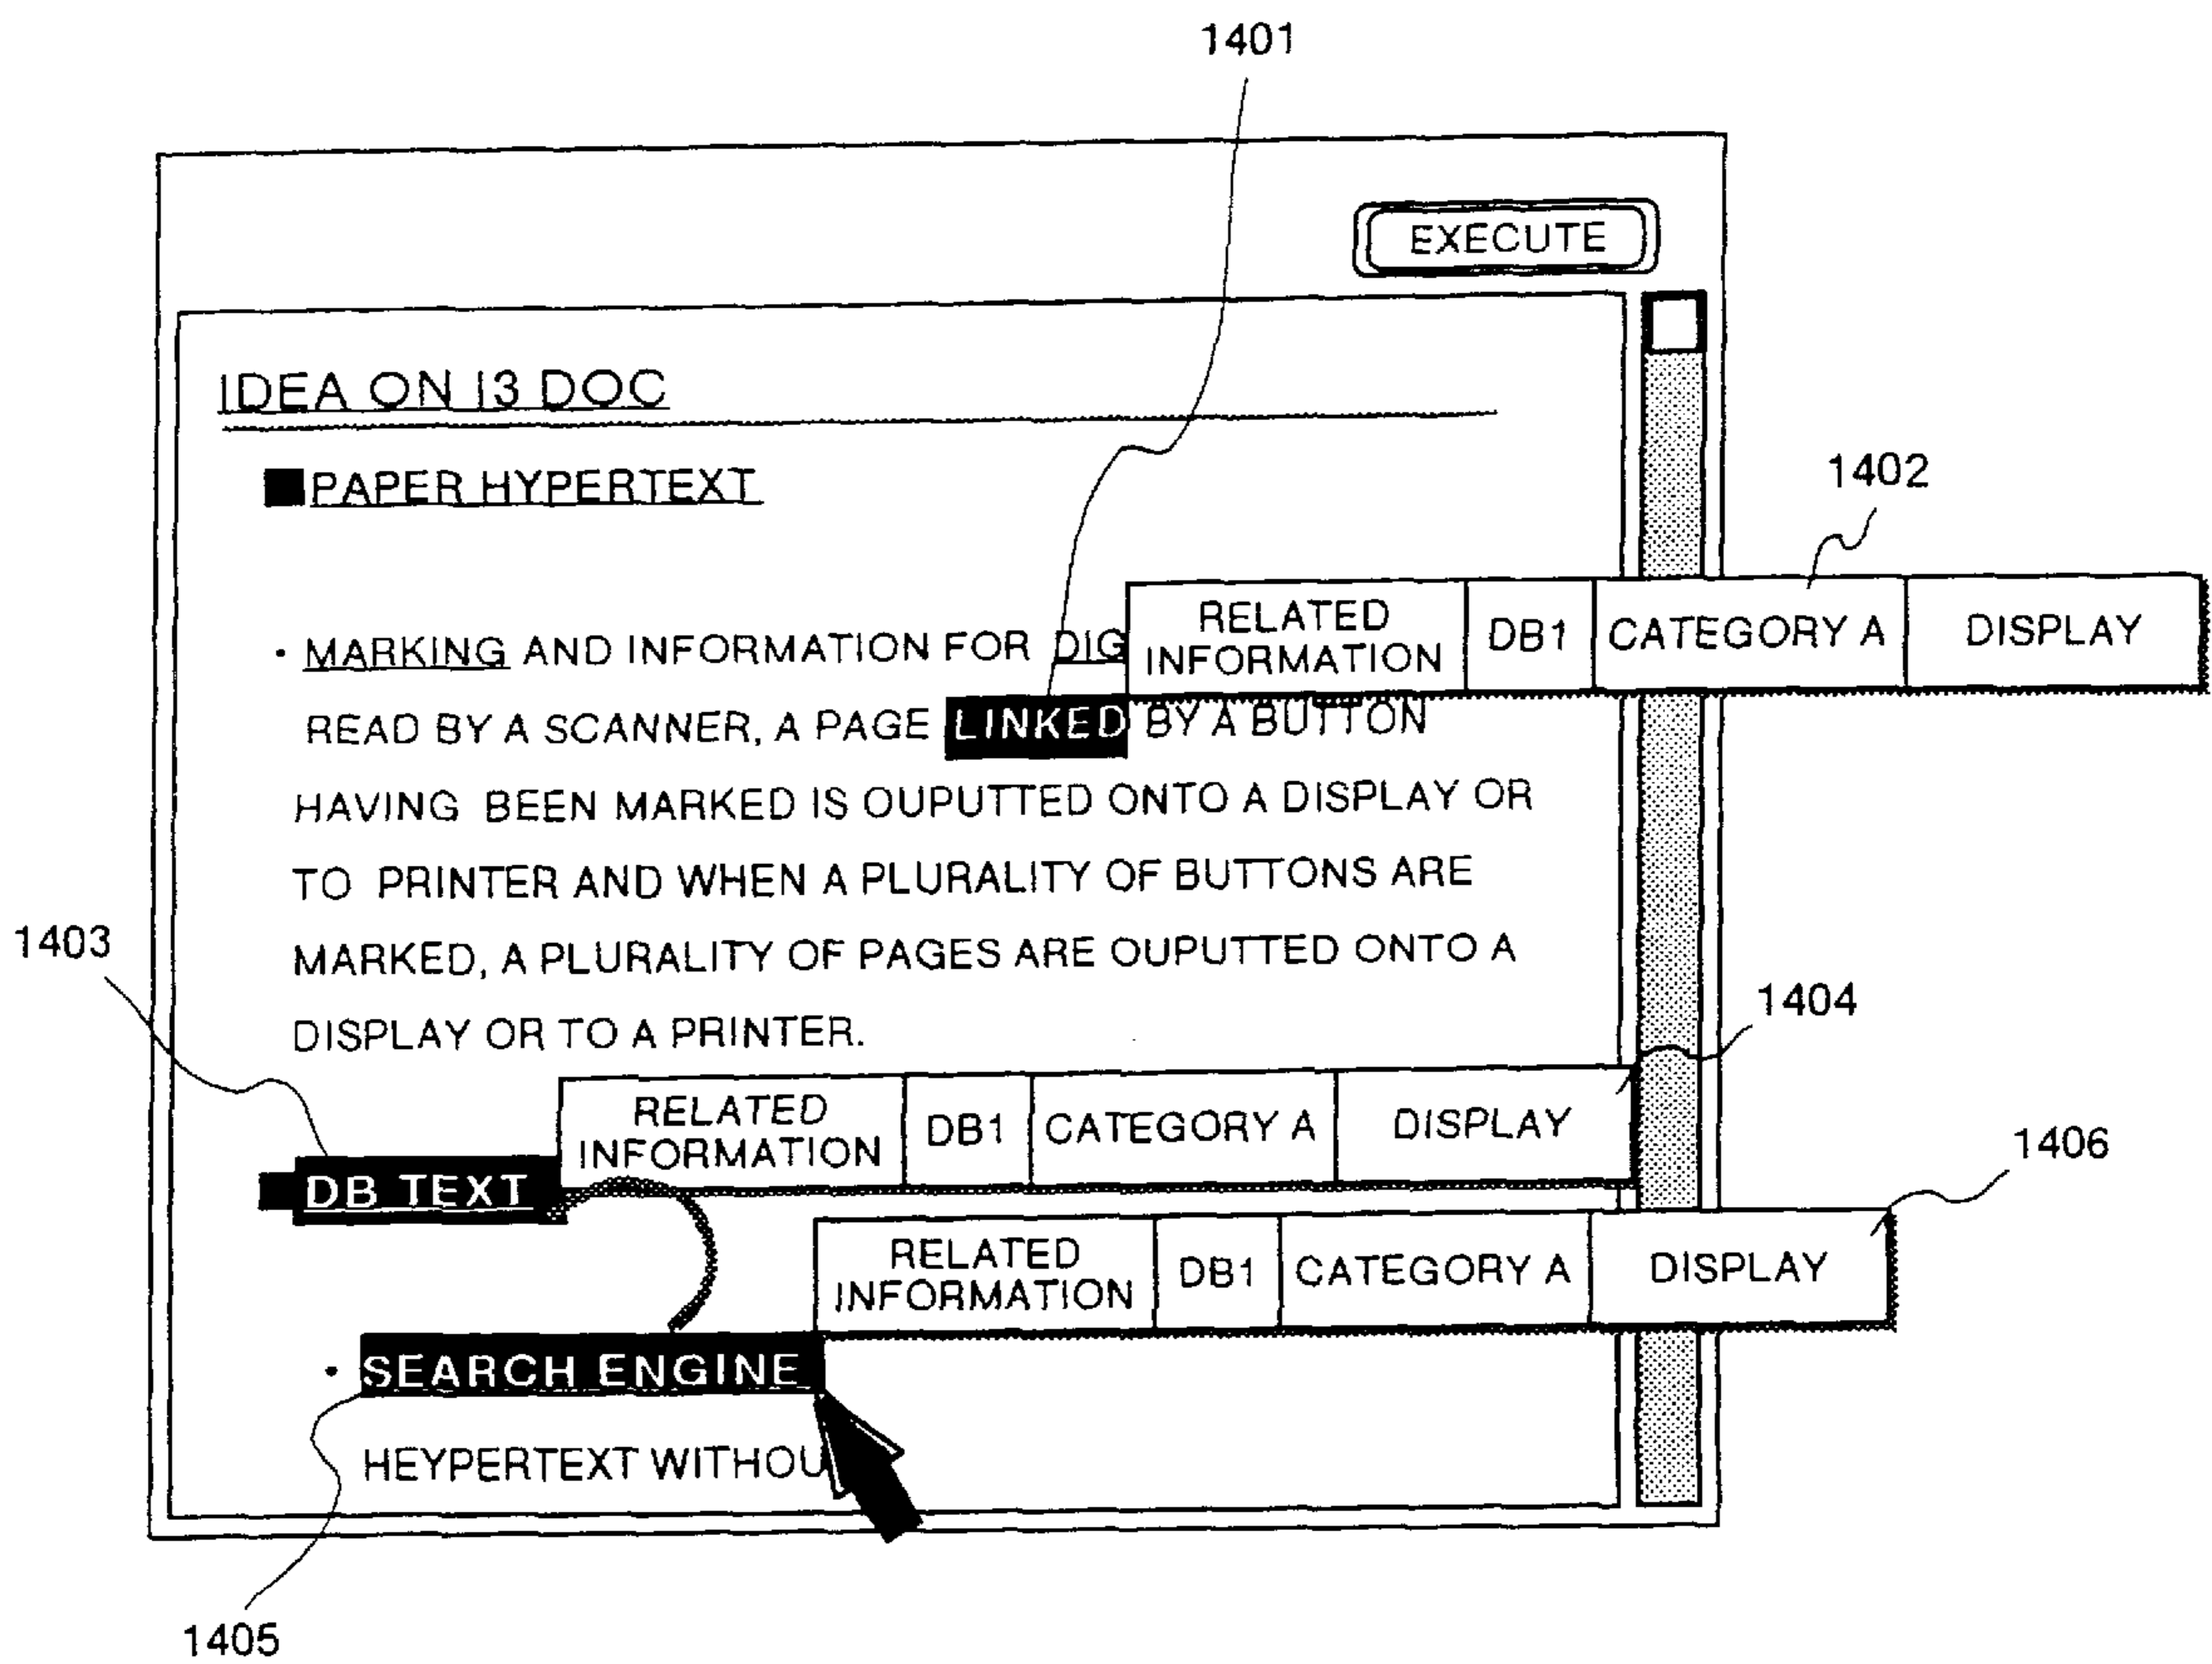 1401
EXECUTE
IDEA ON I3 DOC
PAPER HYPERTEXT
1402
RELATED INFORMATION DB1 CATEGORY A DISPLAY
· MARKING AND INFORMATION FOR DIG
READ BY A SCANNER, A PAGE LINKED BY A BUTTON
HAVING BEEN MARKED IS OUPUTTED ONTO A DISPLAY OR
TO PRINTER AND WHEN A PLURALITY OF BUTTONS ARE
1403
MARKED, A PLURALITY OF PAGES ARE OUPUTTED ONTO A
1404
DISPLAY OR TO A PRINTER.
RELATED INFORMATION DB1 CATEGORY A DISPLAY
1406
DB TEXT
RELATED INFORMATION DB1 CATEGORY A DISPLAY
· SEARCH ENGINE
HEYPERTEXT WITHOU
1405